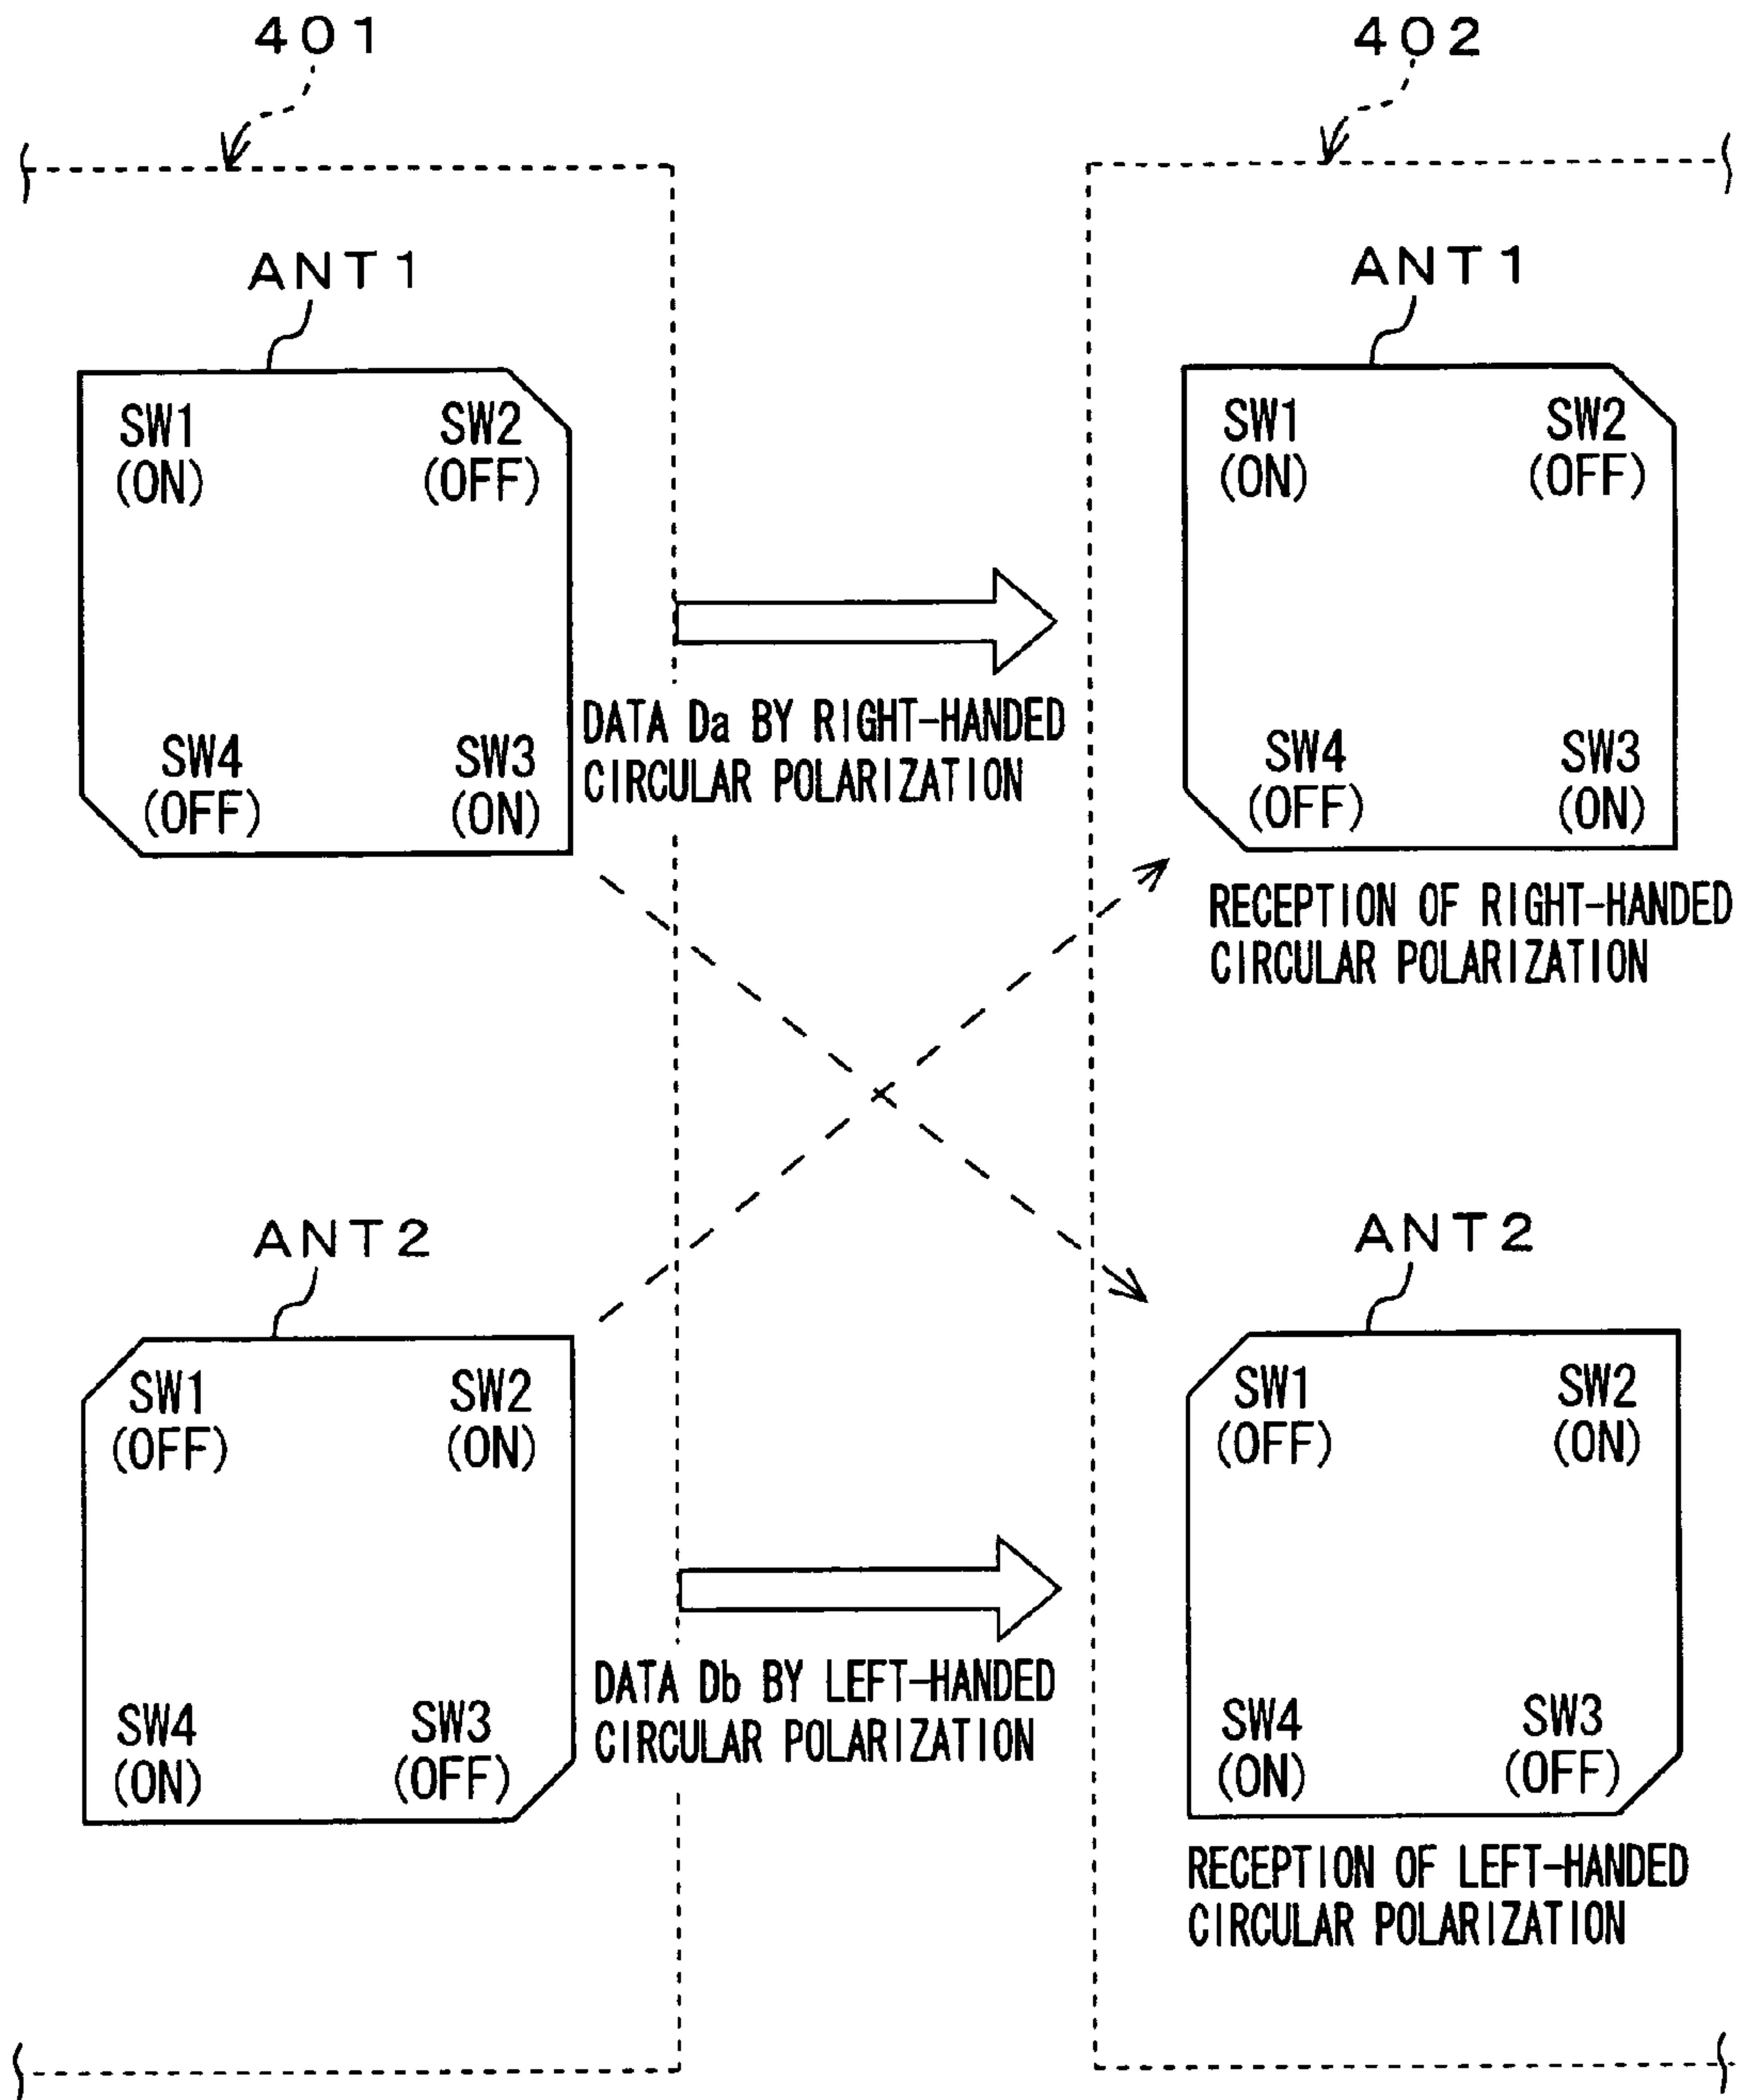 401
402
ANT1
ANT1
SW1
(ON)
SW2
(OFF)
SW4
(OFF)
SW3
(ON)
DATA Da BY RIGHT-HANDED
CIRCULAR POLARIZATION
SW1
(ON)
SW2
(OFF)
SW4
(OFF)
SW3
(ON)
RECEPTION OF RIGHT-HANDED
CIRCULAR POLARIZATION
ANT2
ANT2
SW1
(OFF)
SW2
(ON)
SW4
(ON)
SW3
(OFF)
DATA Db BY LEFT-HANDED
CIRCULAR POLARIZATION
SW1
(OFF)
SW2
(ON)
SW4
(ON)
SW3
(OFF)
RECEPTION OF LEFT-HANDED
CIRCULAR POLARIZATION